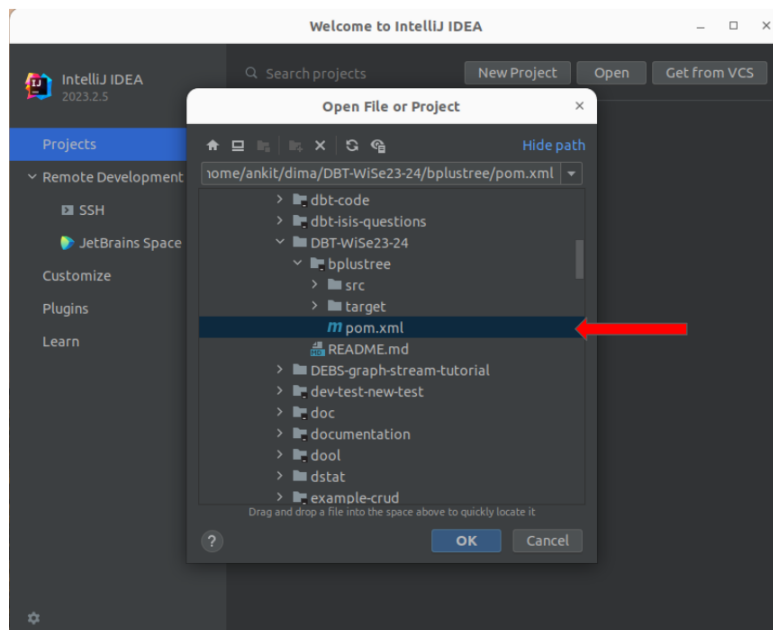 Welcome to IntelliJ IDEA
IntelliJ IDEA
2023.2.5
Search projects
New Project
Open
Get from VCS
Projects
Remote Development
SSH
JetBrains Space
Customize
Plugins
Learn
Open File or Project
Hide path
home/ankit/dima/DBT-WiSe23-24/bplustree/pom.xml
dbt-code
dbt-isis-questions
DBT-WiSe23-24
bplustree
src
target
pom.xml
README.md
DEBS-graph-stream-tutorial
dev-test-new-test
doc
documentation
dool
dstat
example-crud
Drag and drop a file into the space above to quickly locate it
?
OK
Cancel